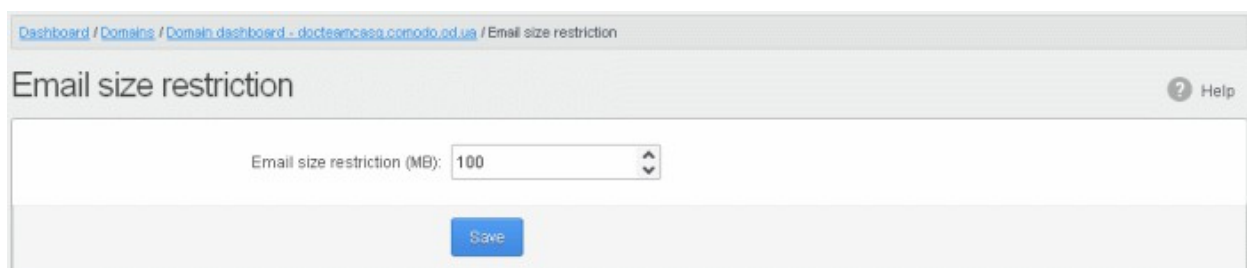 Dashboard / Domains / Domain dashboard - docteamcasg.comodo.od.ua / Email size restriction
Email size restriction
Help
Email size restriction (MB): 100
Save